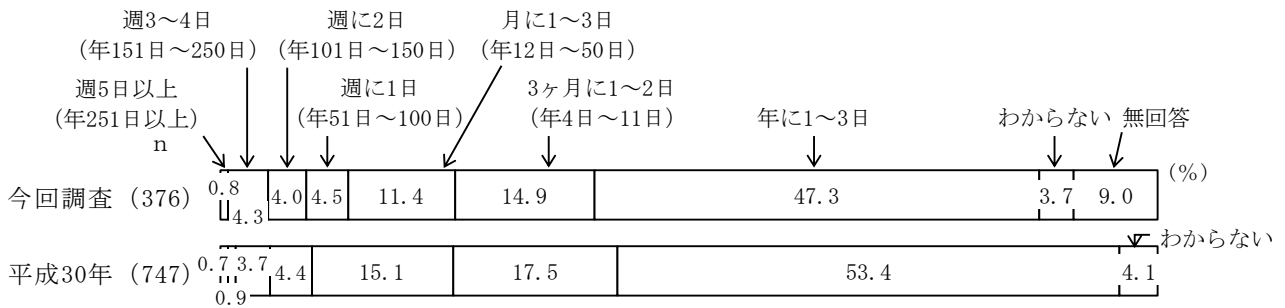 週3～4日
(年151日～250日)
週に2日
(年101日～150日)
月に1～3日
(年12日～50日)
週5日以上
(年251日以上)
週に1日
(年51日～100日)
3ヶ月に1～2日
(年4日～11日)
年に1～3日
わからない 無回答
n
(%)
今回調査 (376) 0.8 4.3 4.0 4.5 11.4 14.9 47.3 3.7 9.0
わからない
平成30年 (747) 0.7 0.9 3.7 4.4 15.1 17.5 53.4 4.1